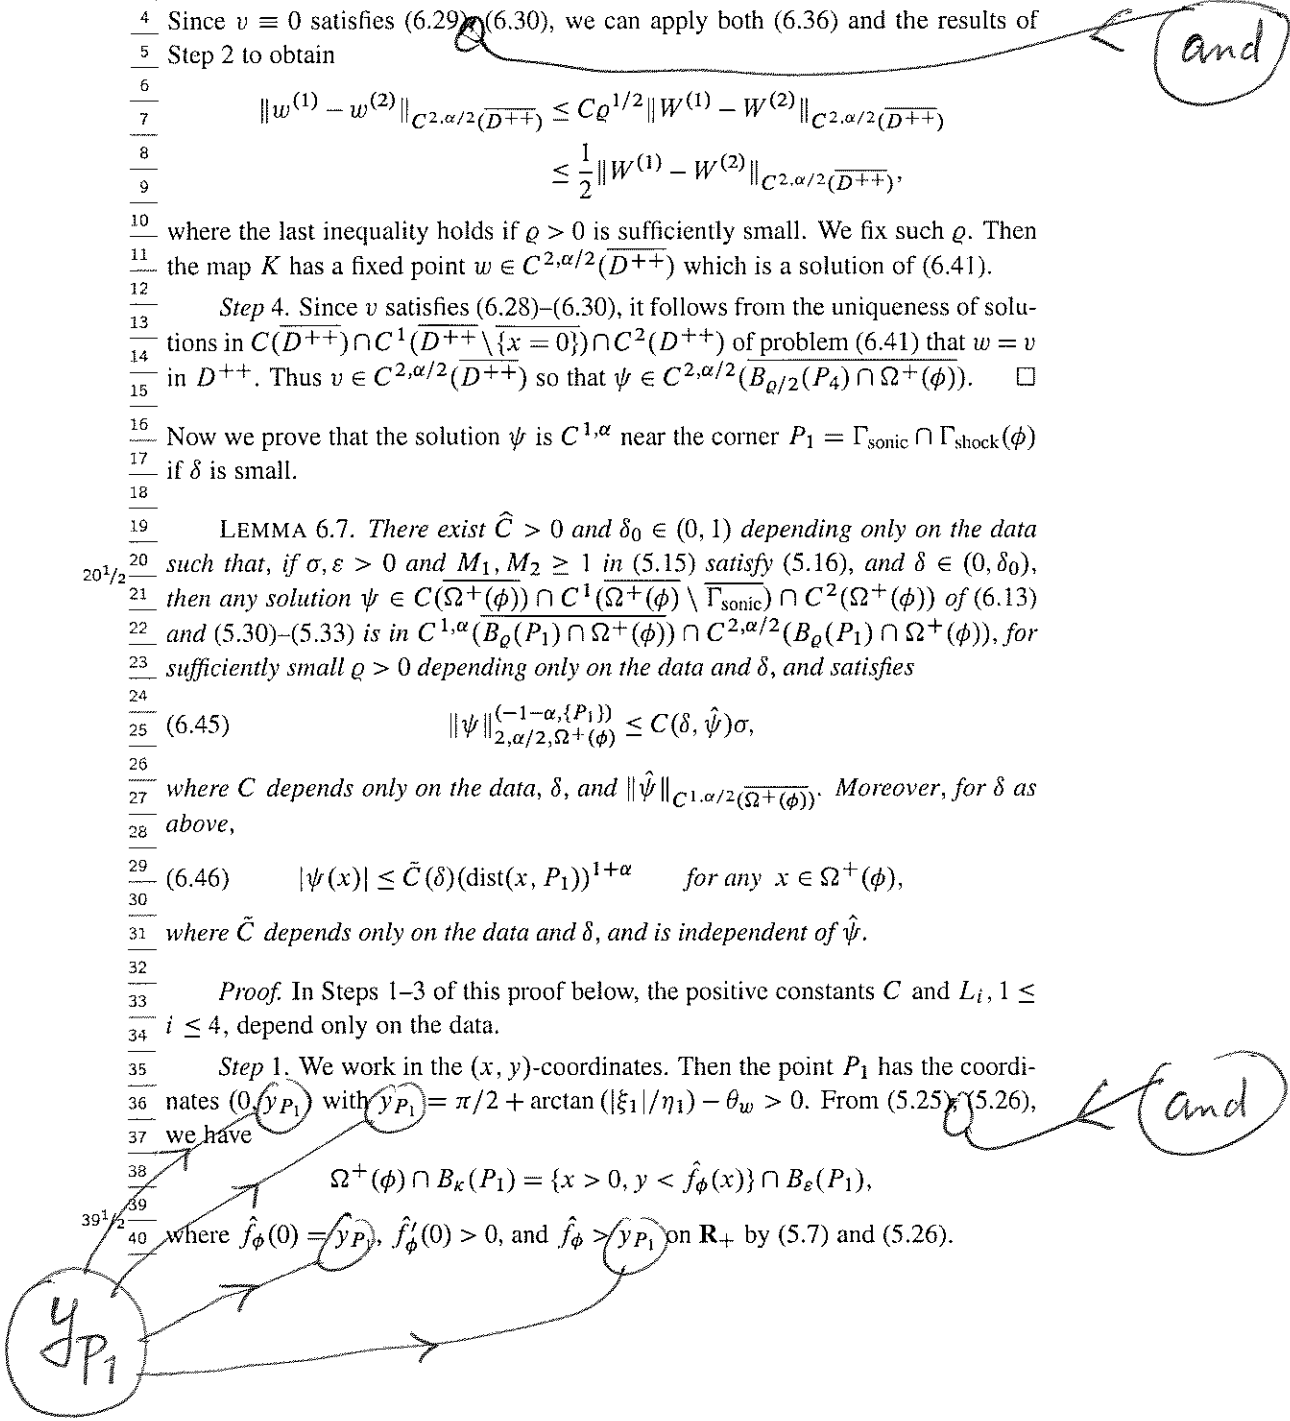 4 Since v ≡ 0 satisfies (6.29), (6.30), we can apply both (6.36) and the results of
and
5 Step 2 to obtain
6
7 ‖w⁽¹⁾ − w⁽²⁾‖_{C^{2,α/2}(\overline{D^{++}})} ≤ Cϱ^{1/2}‖W⁽¹⁾ − W⁽²⁾‖_{C^{2,α/2}(\overline{D^{++}})}
8
9 ≤ \frac{1}{2}‖W⁽¹⁾ − W⁽²⁾‖_{C^{2,α/2}(\overline{D^{++}})},
10 where the last inequality holds if ϱ > 0 is sufficiently small. We fix such ϱ. Then
11 the map K has a fixed point w ∈ C^{2,α/2}(\overline{D^{++}}) which is a solution of (6.41).
12
13 Step 4. Since v satisfies (6.28)–(6.30), it follows from the uniqueness of solu-
14 tions in C(\overline{D^{++}})∩C^1(\overline{D^{++}}\setminus\overline{\{x = 0\}})∩C^2(D^{++}) of problem (6.41) that w = v
15 in D^{++}. Thus v ∈ C^{2,α/2}(\overline{D^{++}}) so that ψ ∈ C^{2,α/2}(\overline{B_{ϱ/2}(P_4) ∩ Ω^+(ϕ)}). □
16 Now we prove that the solution ψ is C^{1,α} near the corner P_1 = Γ_{sonic} ∩ Γ_{shock}(ϕ)
17 if δ is small.
18
19 LEMMA 6.7. There exist \hat{C} > 0 and δ_0 ∈ (0, 1) depending only on the data
20½ 20 such that, if σ, ε > 0 and M_1, M_2 ≥ 1 in (5.15) satisfy (5.16), and δ ∈ (0, δ_0),
21 then any solution ψ ∈ C(\overline{Ω^+(ϕ)}) ∩ C^1(\overline{Ω^+(ϕ)} \ \overline{Γ_{sonic}}) ∩ C^2(Ω^+(ϕ)) of (6.13)
22 and (5.30)–(5.33) is in C^{1,α}(\overline{B_ϱ(P_1) ∩ Ω^+(ϕ)}) ∩ C^{2,α/2}(B_ϱ(P_1) ∩ Ω^+(ϕ)), for
23 sufficiently small ϱ > 0 depending only on the data and δ, and satisfies
24
25 (6.45) ‖ψ‖^{(−1−α,{P_1})}_{2,α/2,Ω^+(ϕ)} ≤ C(δ, \hat{ψ})σ,
26
27 where C depends only on the data, δ, and ‖\hat{ψ}‖_{C^{1,α/2}(\overline{Ω^+(ϕ)})}. Moreover, for δ as
28 above,
29 (6.46) |ψ(x)| ≤ \tilde{C}(δ)(dist(x, P_1))^{1+α} for any x ∈ Ω^+(ϕ),
30
31 where \tilde{C} depends only on the data and δ, and is independent of \hat{ψ}.
32
33 Proof. In Steps 1–3 of this proof below, the positive constants C and L_i, 1 ≤
34 i ≤ 4, depend only on the data.
35 Step 1. We work in the (x, y)-coordinates. Then the point P_1 has the coordi-
36 nates (0, y_{P_1}) with y_{P_1} = π/2 + arctan (|ξ_1|/η_1) − θ_w > 0. From (5.25), (5.26),
and
37 we have
38 Ω^+(ϕ) ∩ B_κ(P_1) = {x > 0, y < \hat{f}_ϕ(x)} ∩ B_ε(P_1),
39½ 39
40 where \hat{f}_ϕ(0) = y_{P_1}, \hat{f}'_ϕ(0) > 0, and \hat{f}_ϕ > y_{P_1} on R_+ by (5.7) and (5.26).
y_{P_1}